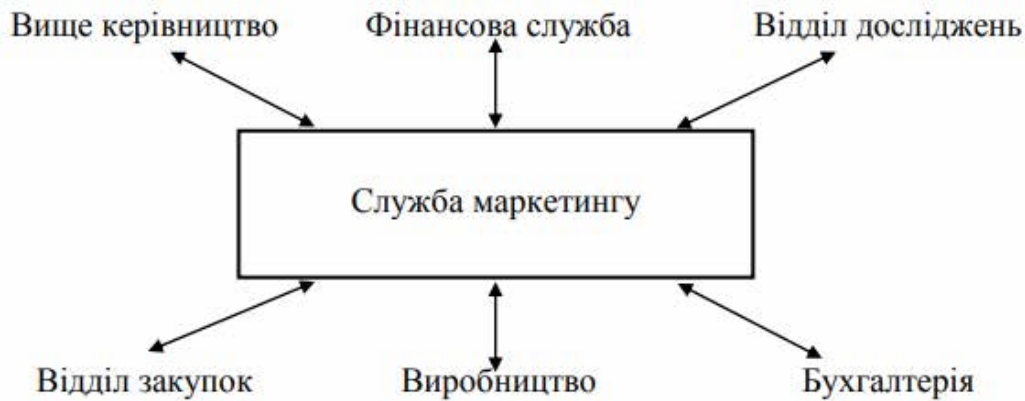 Вище керівництво
Фінансова служба
Відділ досліджень
Служба маркетингу
Відділ закупок
Виробництво
Бухгалтерія